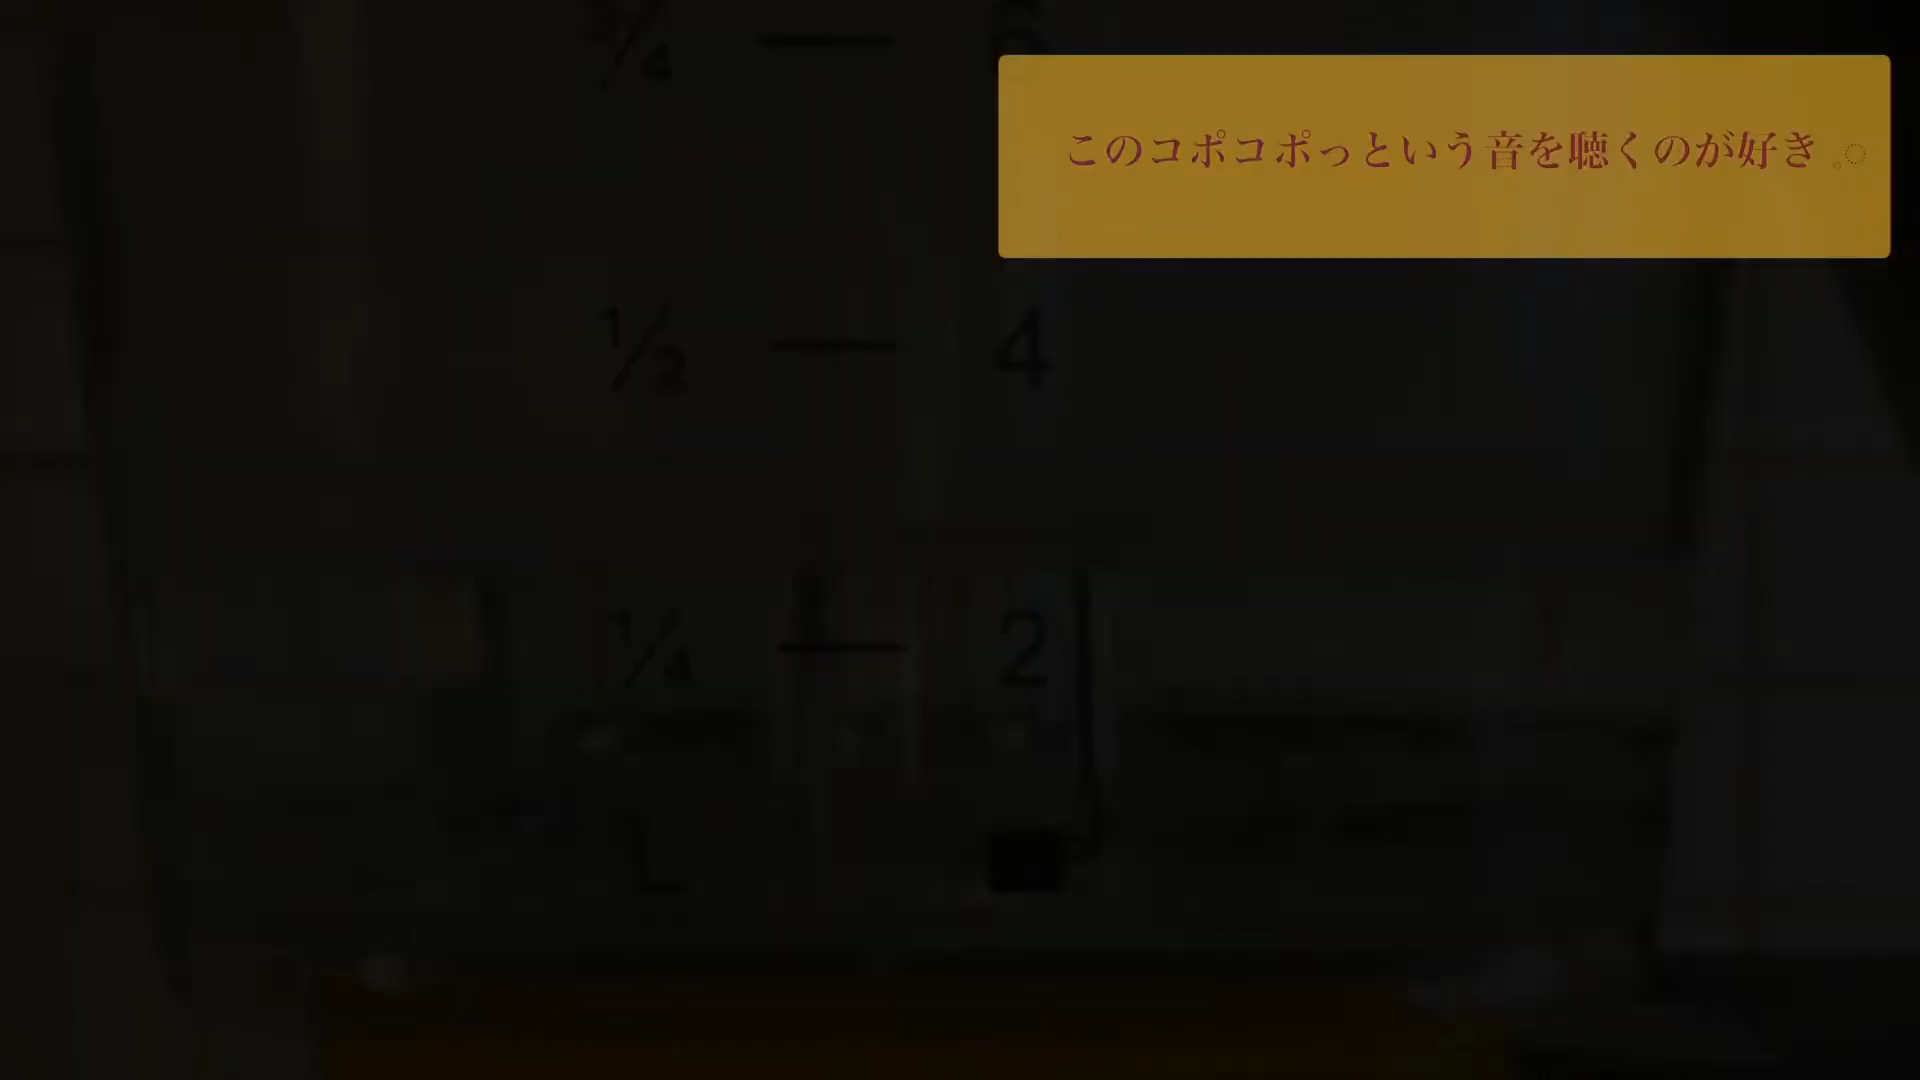 ¾ — 6
このコポコポっという音を聴くのが好き
½ — 4
¼ — 2